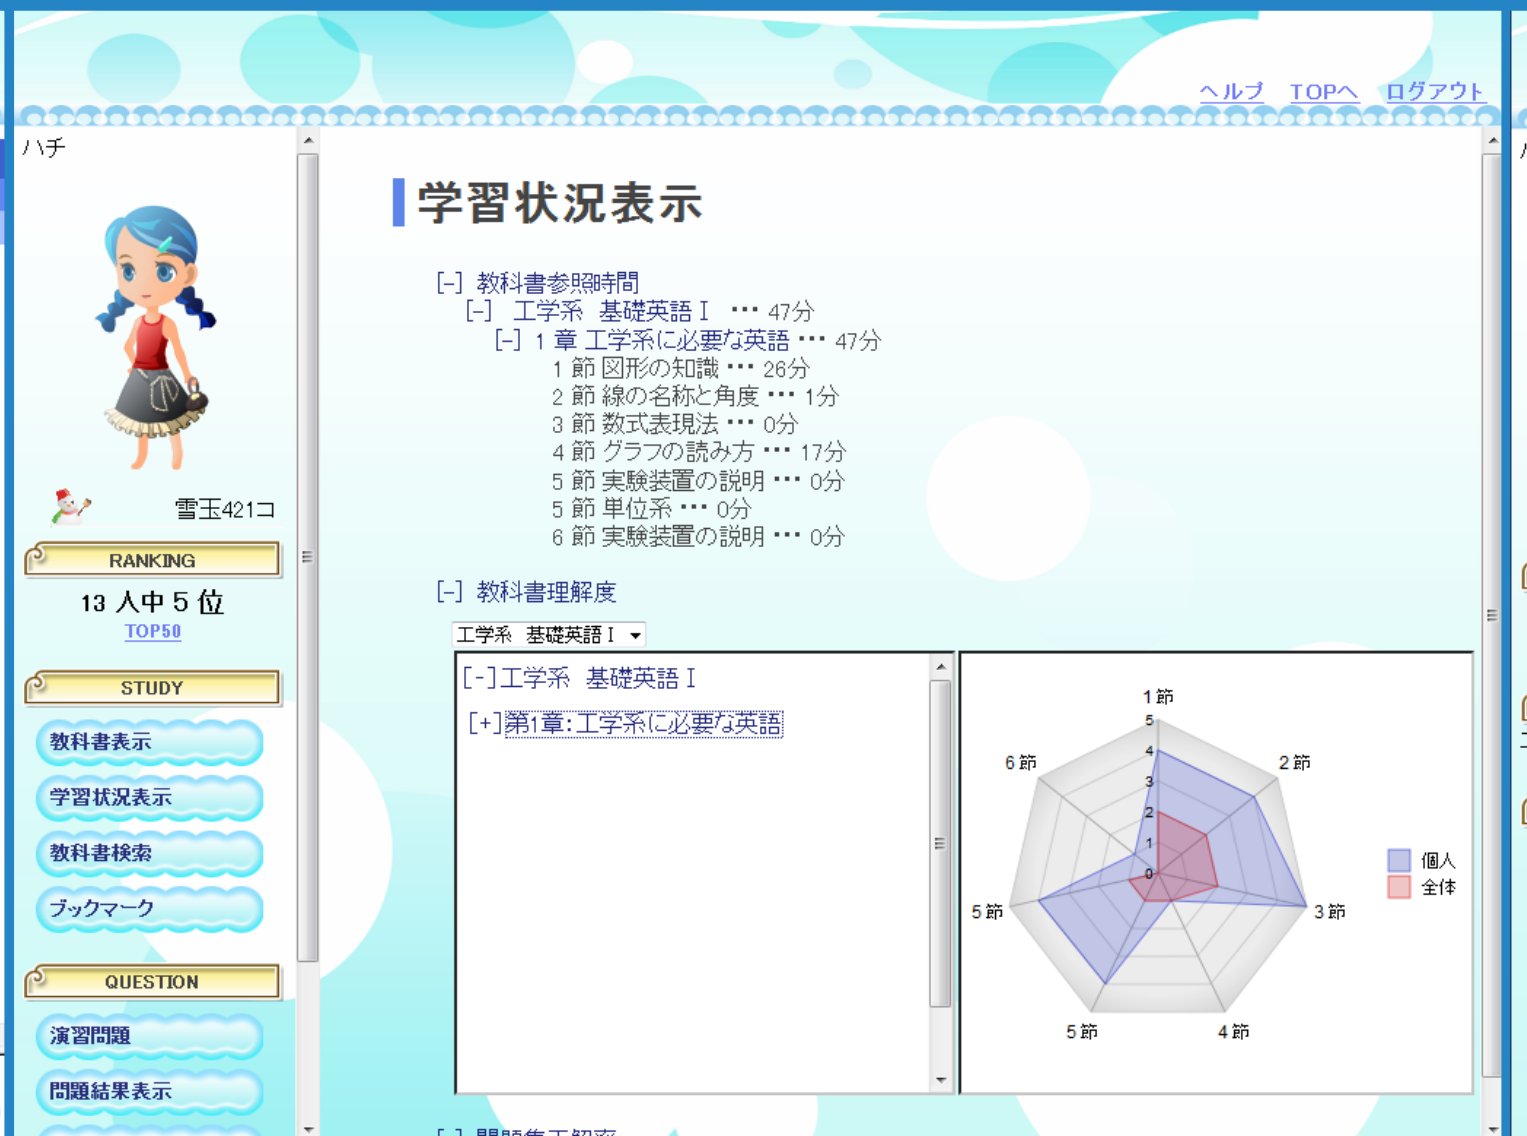 ヘルプ TOPへ ログアウト
ハチ
雪玉421コ
RANKING
13 人中 5 位
TOP50
STUDY
教科書表示
学習状況表示
教科書検索
ブックマーク
QUESTION
演習問題
問題結果表示
学習状況表示
[-] 教科書参照時間
[-] 工学系 基礎英語Ⅰ ・・・ 47分
[-] 1 章 工学系に必要な英語 ・・・ 47分
1 節 図形の知識 ・・・ 26分
2 節 線の名称と角度 ・・・ 1分
3 節 数式表現法 ・・・ 0分
4 節 グラフの読み方 ・・・ 17分
5 節 実験装置の説明 ・・・ 0分
5 節 単位系 ・・・ 0分
6 節 実験装置の説明 ・・・ 0分
[-] 教科書理解度
工学系 基礎英語Ⅰ
[-]工学系 基礎英語Ⅰ
[+]第1章:工学系に必要な英語
1 節
2 節
3 節
4 節
5 節
5 節
6 節
5
4
3
2
1
0
個人
全体